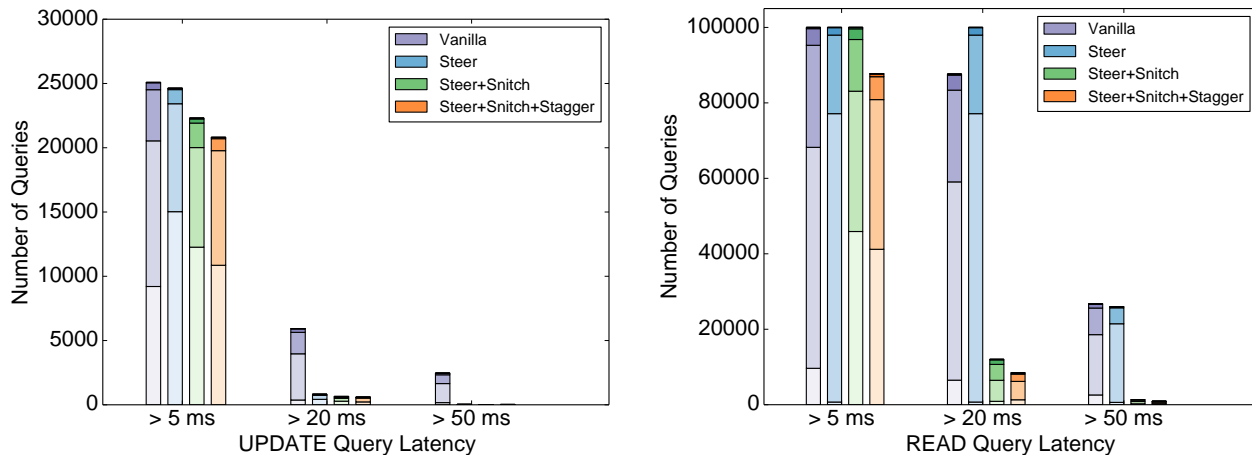 30000
25000
20000
15000
10000
5000
0
Number of Queries
Vanilla
Steer
Steer+Snitch
Steer+Snitch+Stagger
> 5 ms
> 20 ms
> 50 ms
UPDATE Query Latency
100000
80000
60000
40000
20000
0
Number of Queries
Vanilla
Steer
Steer+Snitch
Steer+Snitch+Stagger
> 5 ms
> 20 ms
> 50 ms
READ Query Latency